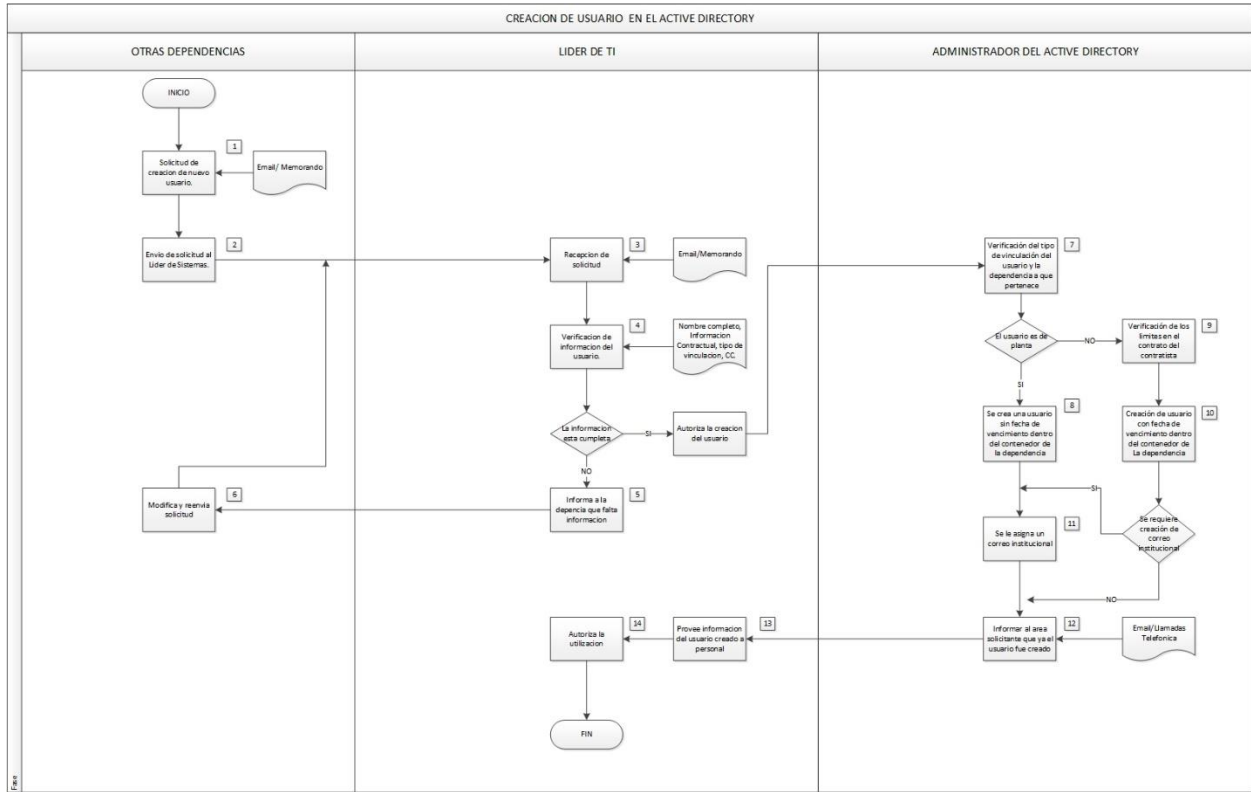 CREACION DE USUARIO EN EL ACTIVE DIRECTORY
OTRAS DEPENDENCIAS
LIDER DE TI
ADMINISTRADOR DEL ACTIVE DIRECTORY
INICIO
1
Solicitud de
creacion de nuevo
usuario.
Email/ Memorando
2
Envio de solicitud al
Lider de Sistemas.
3
Recepcion de
solicitud
Email/Memorando
4
Verificacion de
informacion del
usuario.
Nombre completo,
Informacion
Contractual, tipo de
vinculacion, CC.
La informacion
esta cumpleta
SI
Autoriza la creacion
del usuario
NO
5
Informa a la
depencia que falta
informacion
6
Modifica y reenvia
solicitud
7
Verificación del tipo
de vinculación del
usuario y la
dependencia a que
pertenece
El usuario es de
planta
NO
9
Verificación de los
limites en el
contrato del
contratista
SI
8
Se crea una usuario
sin fecha de
vencimiento dentro
del contenedor de
la dependencia
10
Creación de usuario
con fecha de
vencimiento dentro
del contenedor de
La dependencia
SI
Se requiere
creación de
correo
institucional
11
Se le asigna un
correo institucional
NO
12
Informar al area
solicitante que ya el
usuario fue creado
Email/Llamadas
Telefonica
13
Provee informacion
del usuario creado a
personal
14
Autoriza la
utilizacion
FIN
Fase